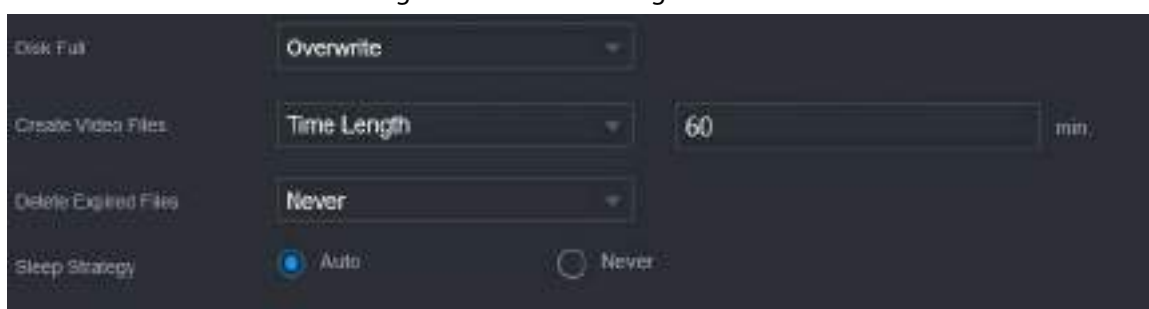 Disk Full Overwrite
Create Video Files Time Length 60 min.
Delete Expired Files Never
Sleep Strategy Auto Never